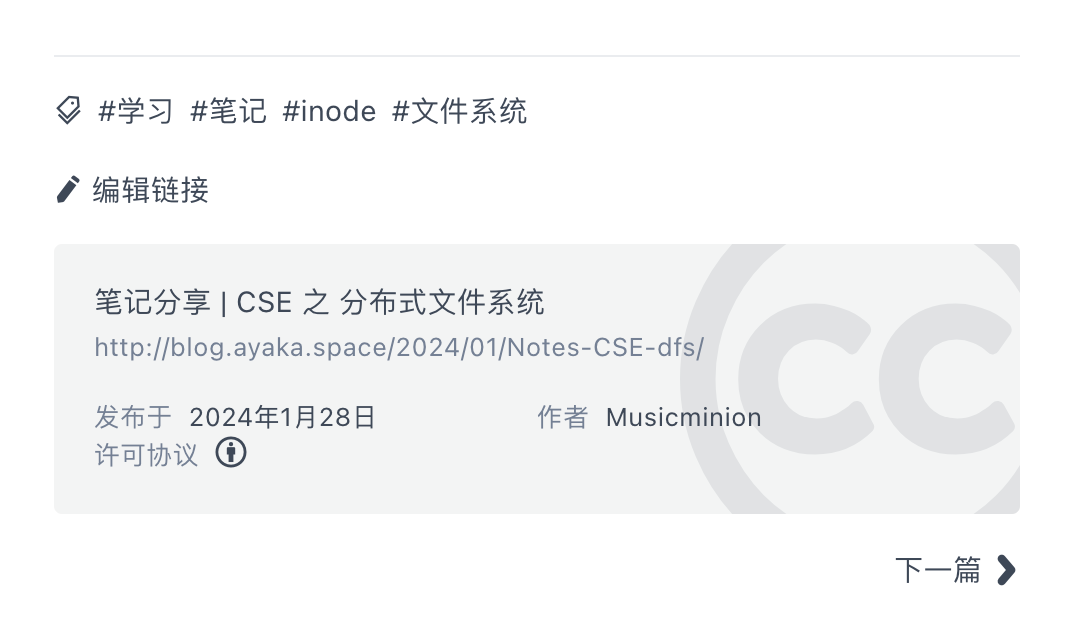 #学习 #笔记 #inode #文件系统
编辑链接
笔记分享 | CSE 之 分布式文件系统
http://blog.ayaka.space/2024/01/Notes-CSE-dfs/
发布于 2024年1月28日 作者 Musicminion
许可协议
下一篇